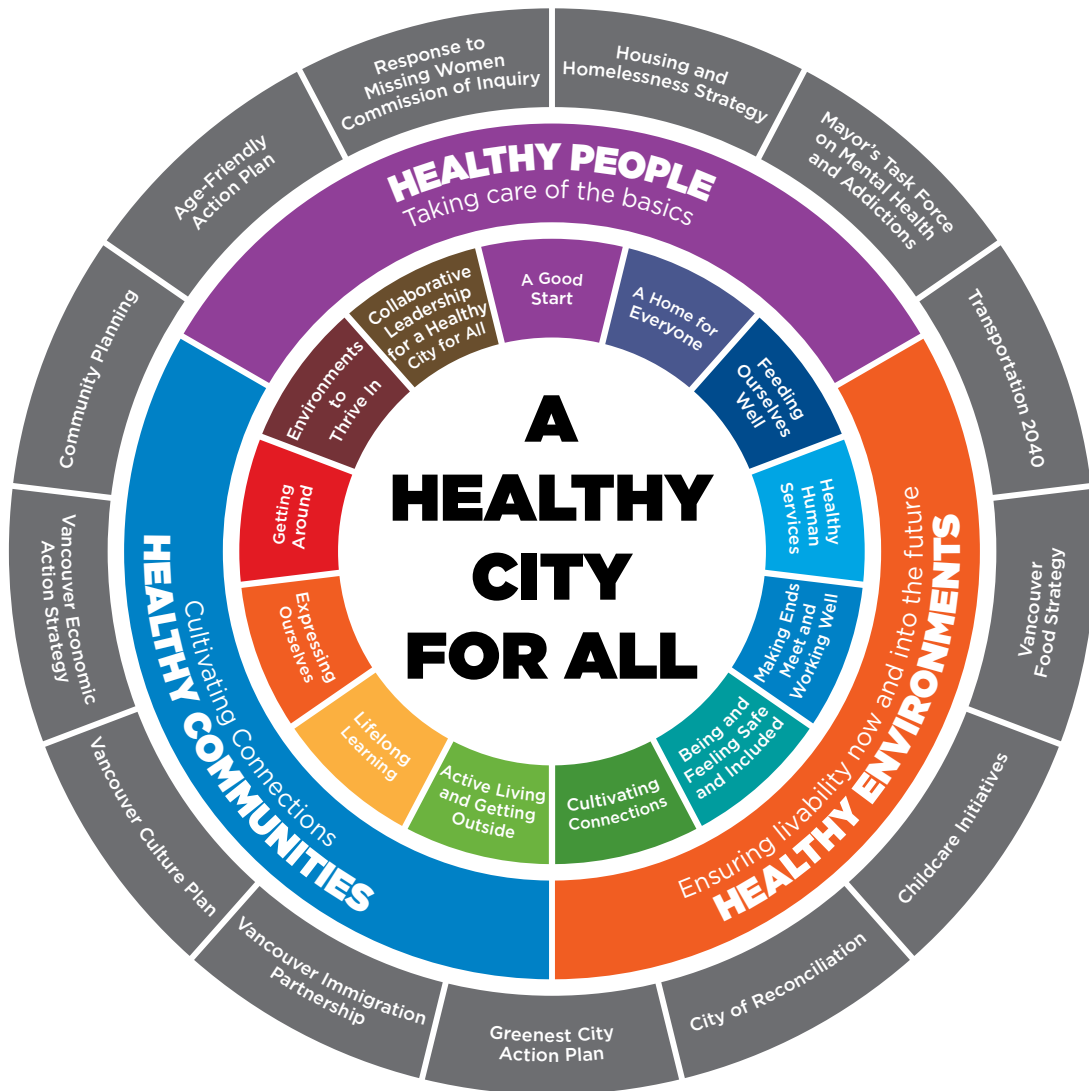 A
HEALTHY
CITY
FOR ALL
A Good
Start
A Home for
Everyone
Feeding
Ourselves
Well
Healthy
Human
Services
Making Ends
Meet and
Working Well
Being and
Feeling Safe
and Included
Cultivating
Connections
Active Living
and Getting
Outside
Lifelong
Learning
Expressing
Ourselves
Getting
Around
Environments
to
Thrive In
Collaborative
Leadership
for a Healthy
City for All
HEALTHY PEOPLE
Taking care of the basics
Ensuring livability now and into the future
HEALTHY ENVIRONMENTS
Cultivating Connections
HEALTHY COMMUNITIES
Housing and
Homelessness Strategy
Mayor's Task Force
on Mental Health
and Addictions
Transportation 2040
Vancouver
Food Strategy
Childcare Initiatives
City of Reconciliation
Greenest City
Action Plan
Vancouver Immigration
Partnership
Vancouver Culture Plan
Vancouver Economic
Action Strategy
Community Planning
Age-Friendly
Action Plan
Response to
Missing Women
Commission of Inquiry